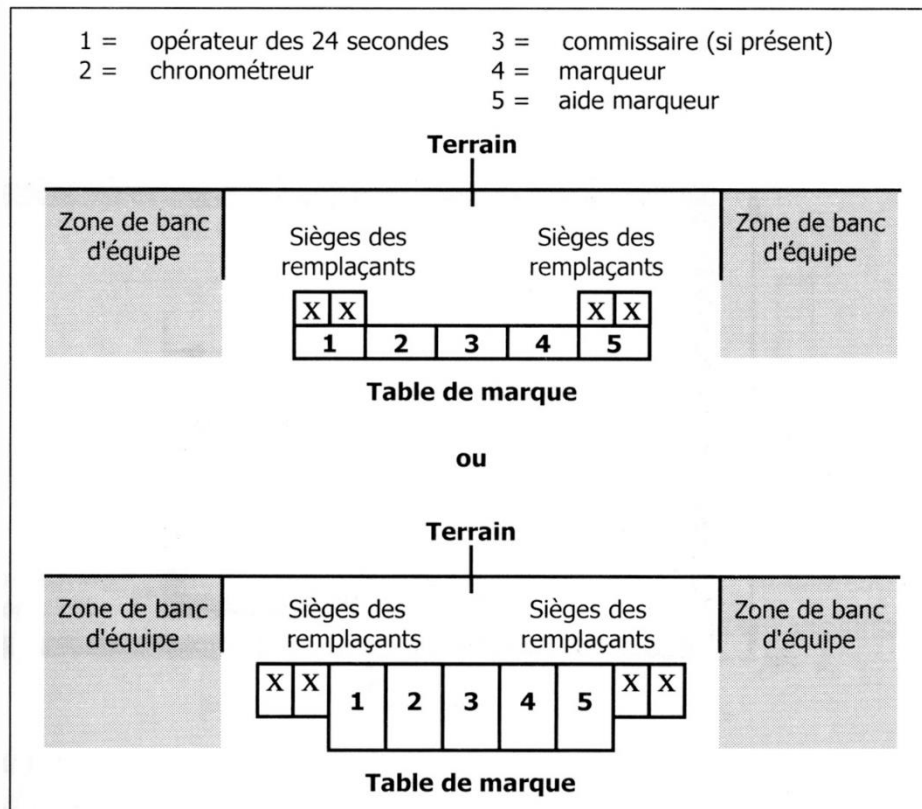 1 = opérateur des 24 secondes 3 = commissaire (si présent)
2 = chronométreur 4 = marqueur
5 = aide marqueur
Terrain
Zone de banc d'équipe
Sièges des remplaçants
Sièges des remplaçants
Zone de banc d'équipe
X X X X
1 2 3 4 5
Table de marque
ou
Terrain
Zone de banc d'équipe
Sièges des remplaçants
Sièges des remplaçants
Zone de banc d'équipe
X X 1 2 3 4 5 X X
Table de marque